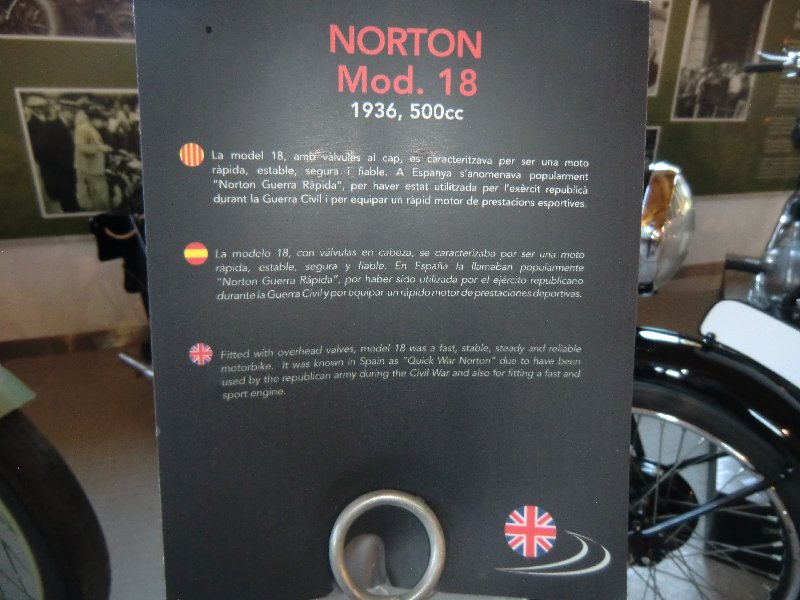 NORTON
Mod. 18
1936, 500cc
La model 18, amb vàlvules al cap, es caracteritzava per ser una moto
ràpida, estable, segura i fiable. A Espanya s'anomenava popularment
"Norton Guerra Ràpida", per haver estat utilitzada per l'exèrcit republicà
durant la Guerra Civil i per equipar un ràpid motor de prestacions esportives.
La modelo 18, con válvulas en cabeza, se caracterizaba por ser una moto
rápida, estable, segura y fiable. En España la llamaban popularmente
"Norton Guerra Rápida", por haber sido utilizada por el ejército republicano
durante la Guerra Civil y por equipar un rápido motor de prestaciones deportivas.
Fitted with overhead valves, model 18 was a fast, stable, steady and reliable
motorbike. It was known in Spain as "Quick War Norton" due to have been
used by the republican army during the Civil War and also for fitting a fast and
sport engine.